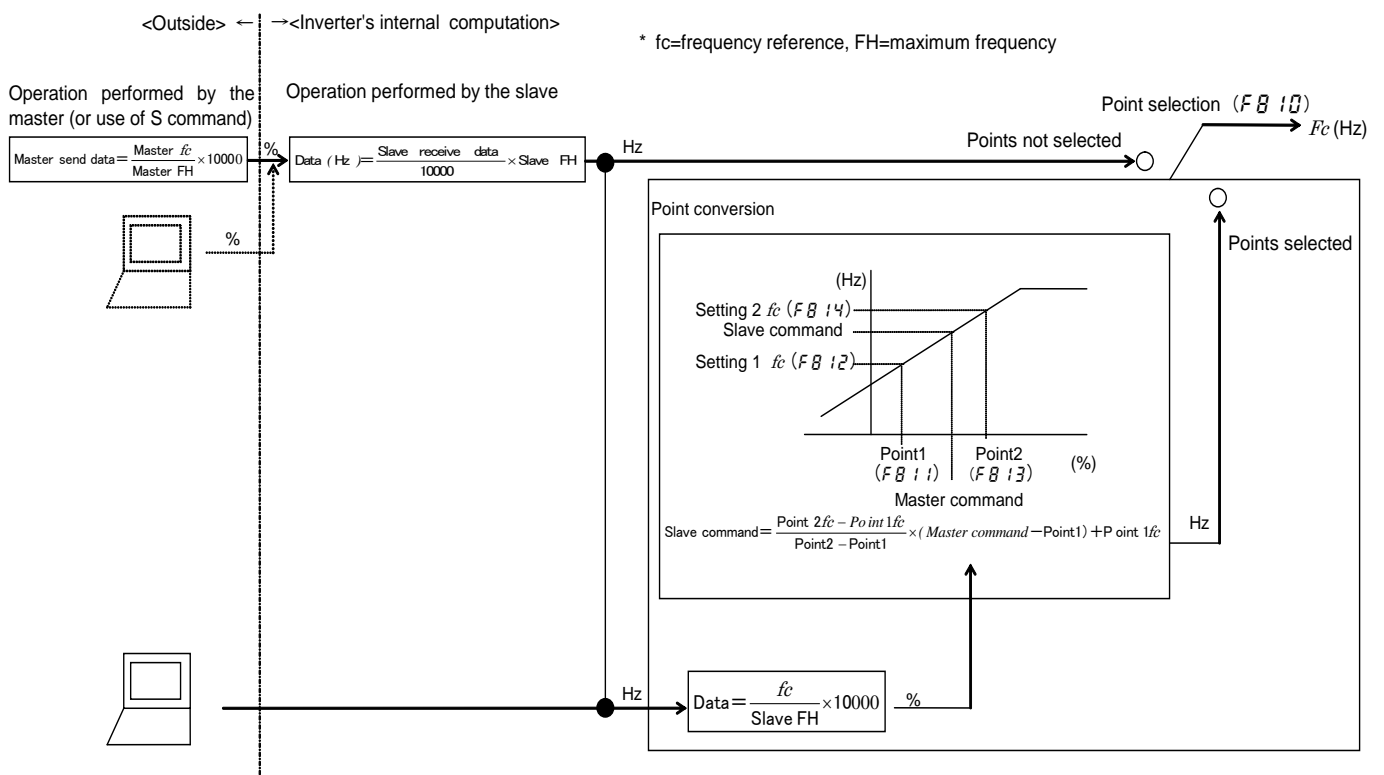 <Outside> ← → <Inverter's internal computation>
* fc=frequency reference, FH=maximum frequency
Operation performed by the
master (or use of S command)
Operation performed by the slave
Point selection (F810)
Fc (Hz)
Points not selected
Master send data = Master fc / Master FH × 10000
%
Data (Hz) = Slave receive data / 10000 × Slave FH
Hz
%
Point conversion
Points selected
(Hz)
Setting 2 fc (F814)
Slave command
Setting 1 fc (F812)
Point1
(F811)
Point2
(F813)
(%)
Master command
Slave command = Point 2fc – Point 1fc / Point2 – Point1 × (Master command – Point1) + Point 1fc
Hz
Hz
Data = fc / Slave FH × 10000
%